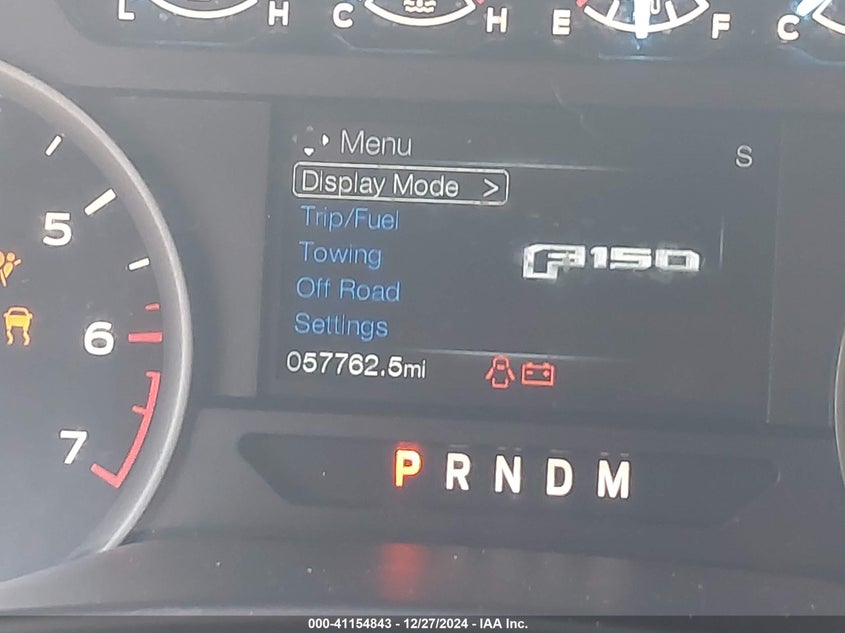 L H C H E F C
Menu
S
Display Mode >
Trip/Fuel
Towing
F150
Off Road
Settings
057762.5mi
5
6
7
P R N D M
000-41154843 - 12/27/2024 - IAA Inc.